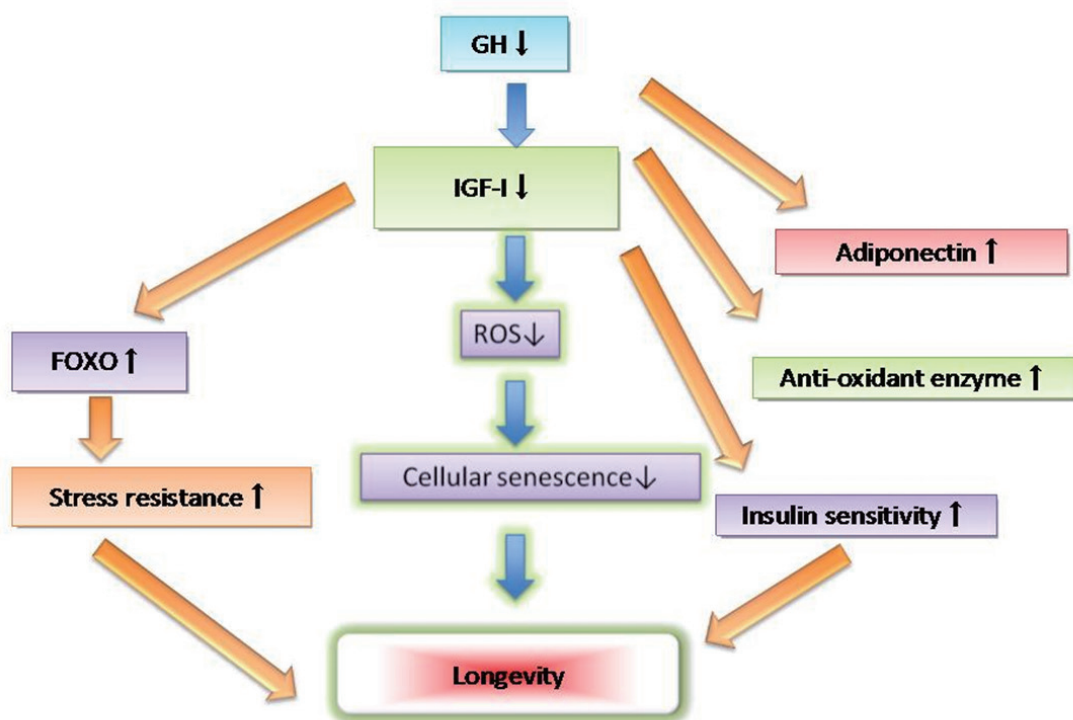 GH ↓
IGF-I ↓
Adiponectin ↑
ROS↓
FOXO ↑
Anti-oxidant enzyme ↑
Cellular senescence↓
Stress resistance ↑
Insulin sensitivity ↑
Longevity